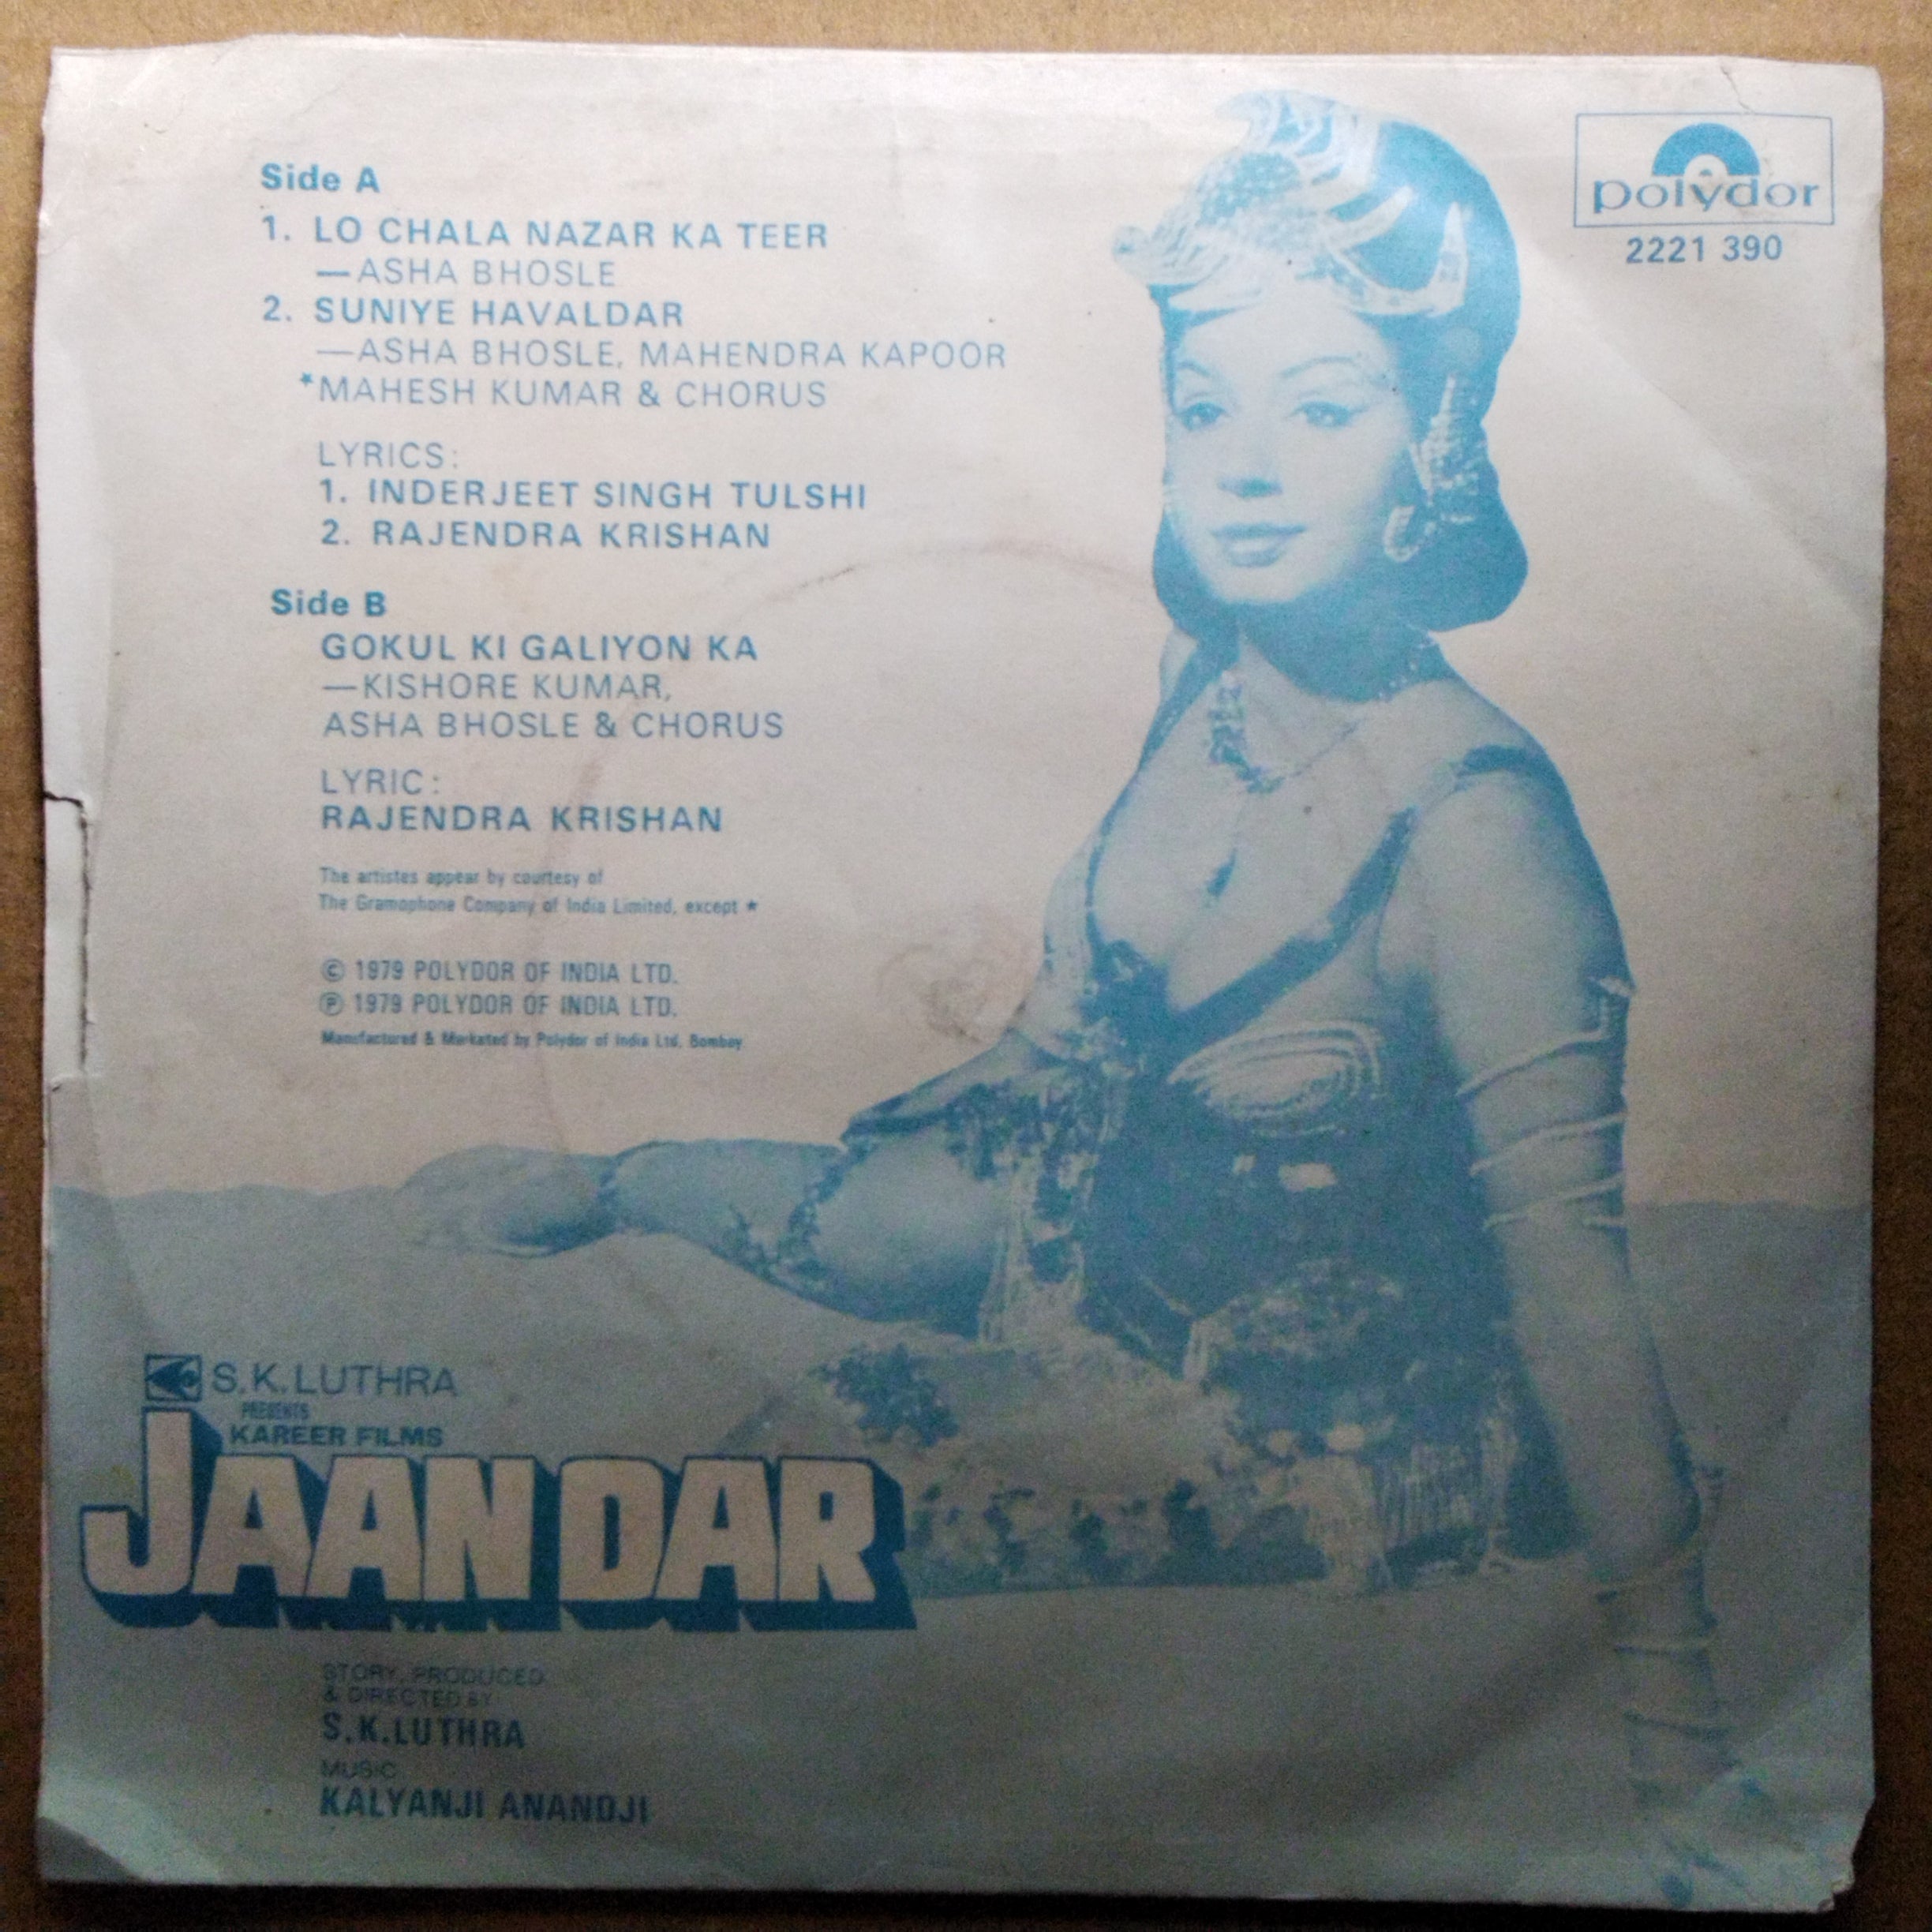 Side A
1. LO CHALA NAZAR KA TEER
—ASHA BHOSLE
2. SUNIYE HAVALDAR
—ASHA BHOSLE, MAHENDRA KAPOOR
*MAHESH KUMAR & CHORUS
LYRICS:
1. INDERJEET SINGH TULSHI
2. RAJENDRA KRISHAN
Side B
GOKUL KI GALIYON KA
—KISHORE KUMAR,
ASHA BHOSLE & CHORUS
LYRIC:
RAJENDRA KRISHAN
The artistes appear by courtesy of
The Gramophone Company of India Limited, except *
© 1979 POLYDOR OF INDIA LTD.
℗ 1979 POLYDOR OF INDIA LTD.
Manufactured & Marketed by Polydor of India Ltd. Bombay
polydor
2221 390
S.K.LUTHRA
PRESENTS
KAREER FILMS
JAANDAR
STORY, PRODUCED
& DIRECTED BY
S.K.LUTHRA
MUSIC
KALYANJI ANANDJI